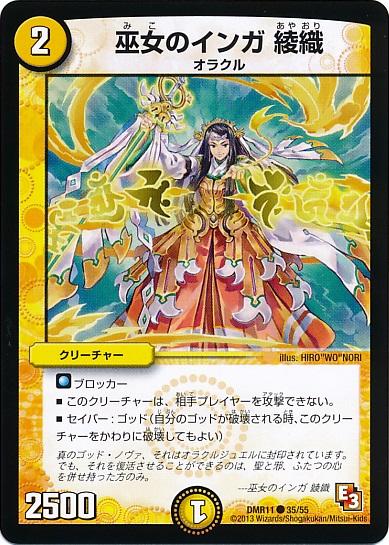 2
みこ あやおり
巫女のインガ 綾織
オラクル
クリーチャー
illus. HIRO"WO"NORI
ブロッカー
■ このクリーチャーは、相手プレイヤーを攻撃できない。
■ セイバー：ゴッド（自分のゴッドが破壊される時、このクリ
ーチャーをかわりに破壊してもよい）
真のゴッド・ノヴァ、それはオラクルジュエルに封印されています。
でも、それを復活させることができるのは、聖と邪、ふたつの心
を併せ持った方のみ。
---巫女のインガ 綾織
2500
1
E3
DMR11 ● 35/55
©2013 Wizards/Shogakukan/Mitsui-Kids